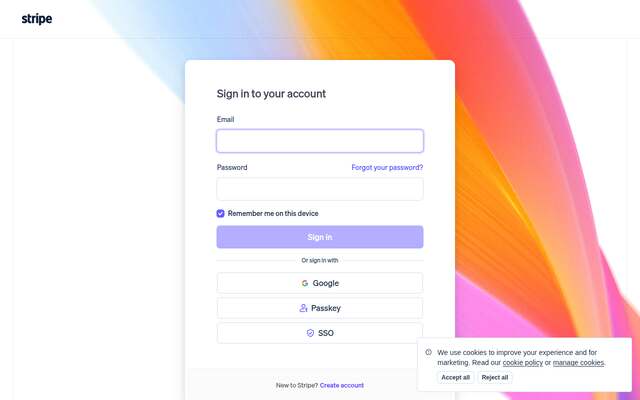 stripe
Sign in to your account
Email
Password
Forgot your password?
Remember me on this device
Sign in
Or sign in with
Google
Passkey
SSO
New to Stripe? Create account
We use cookies to improve your experience and for
marketing. Read our cookie policy or manage cookies.
Accept all
Reject all